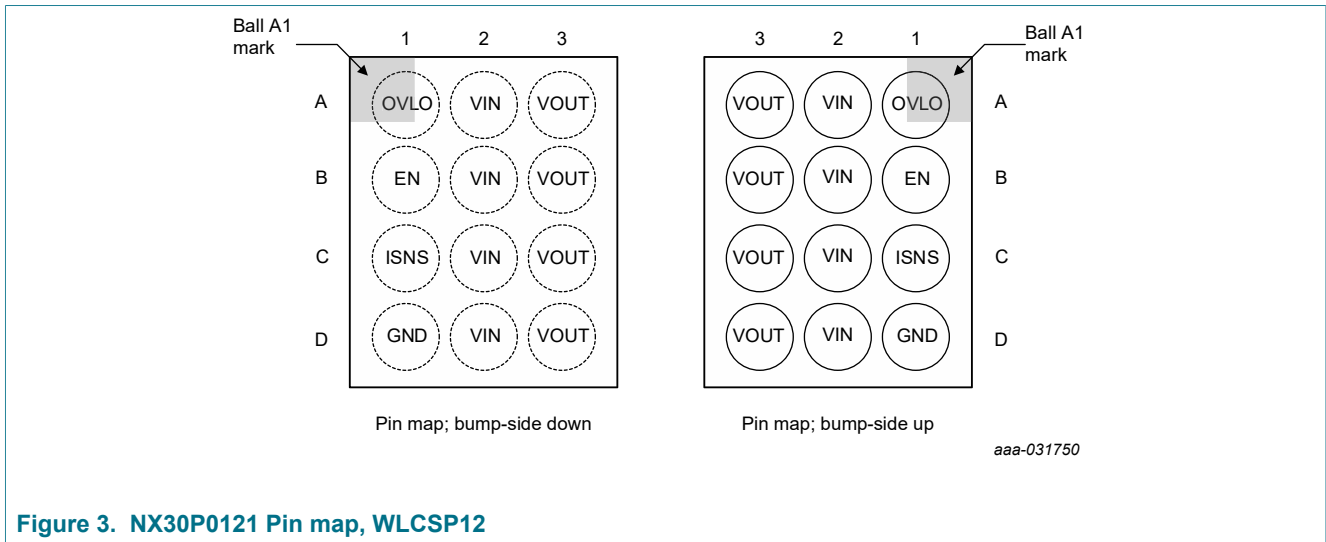 Ball A1
mark
1 2 3
A OVLO VIN VOUT
B EN VIN VOUT
C ISNS VIN VOUT
D GND VIN VOUT
Pin map; bump-side down
3 2 1
Ball A1
mark
VOUT VIN OVLO A
VOUT VIN EN B
VOUT VIN ISNS C
VOUT VIN GND D
Pin map; bump-side up
aaa-031750
Figure 3. NX30P0121 Pin map, WLCSP12